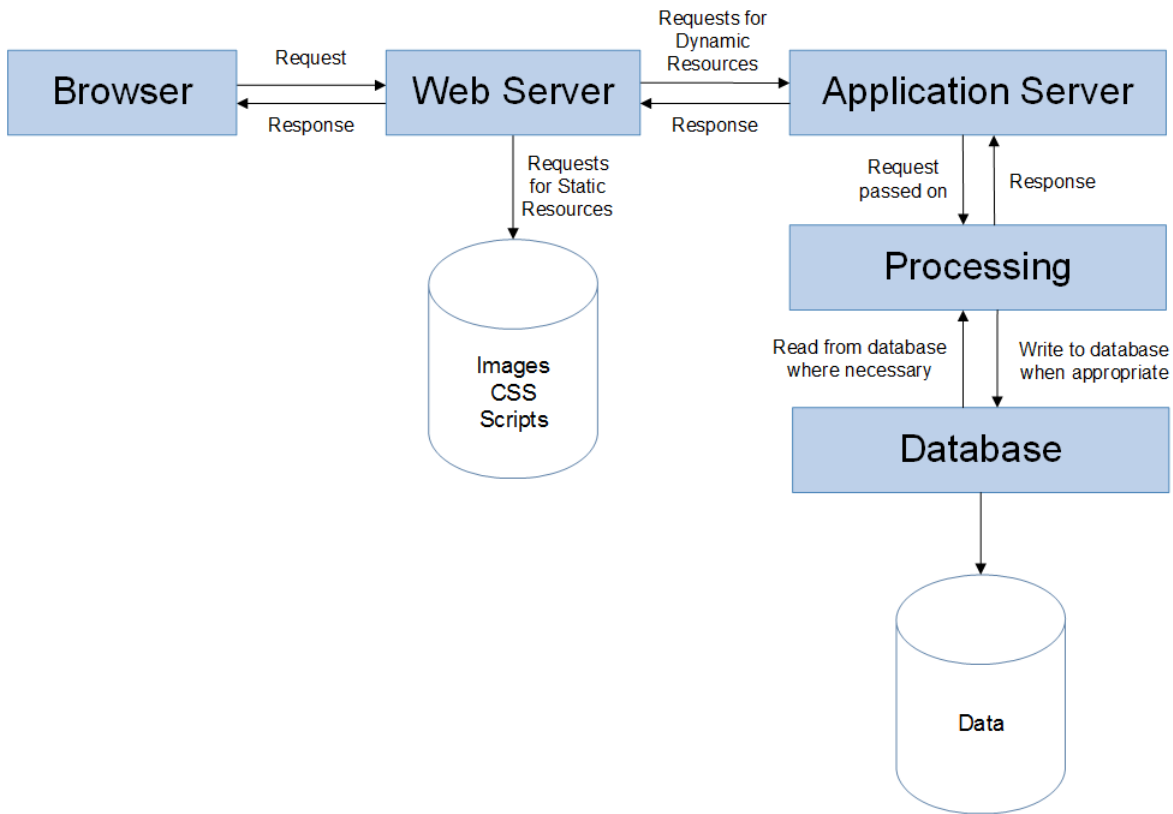 Requests for
Dynamic
Resources
Request
Browser
Web Server
Application Server
Response
Response
Requests
for Static
Resources
Request
passed on
Response
Processing
Images
CSS
Scripts
Read from database
where necessary
Write to database
when appropriate
Database
Data